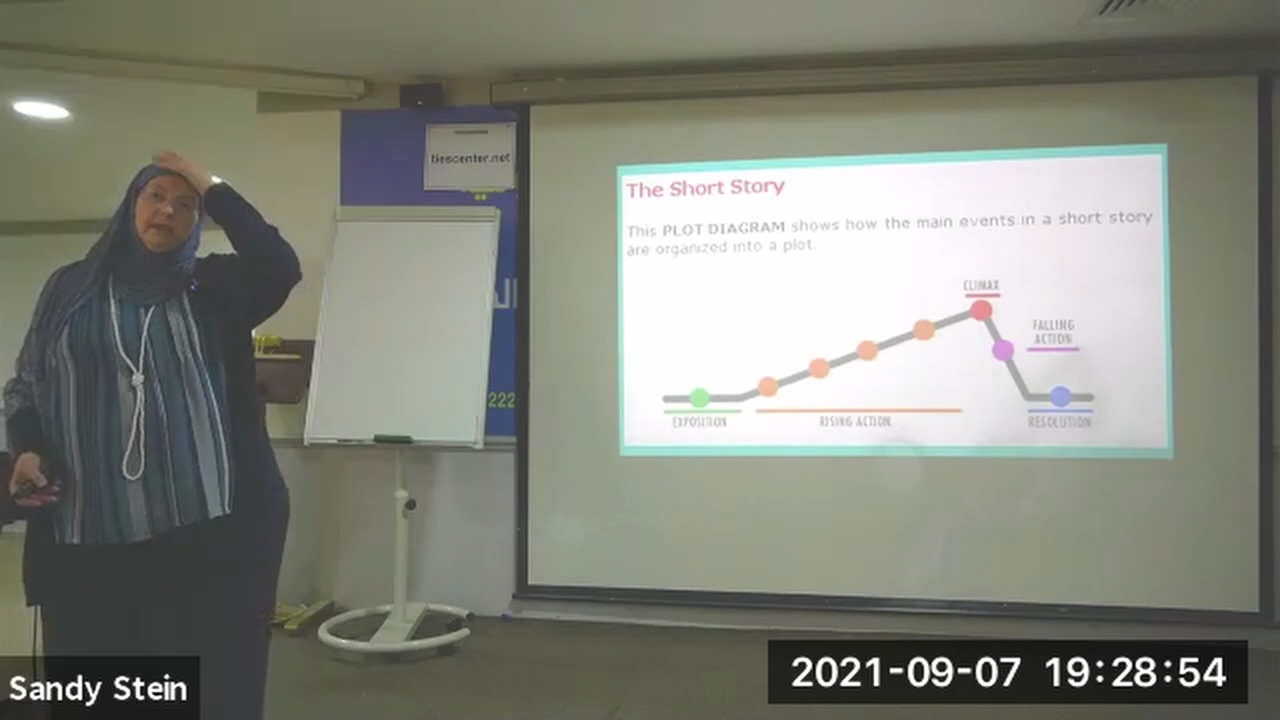 tiescenter.net
The Short Story
This PLOT DIAGRAM shows how the main events in a short story
are organized into a plot.
CLIMAX
FALLING
ACTION
EXPOSITION
RISING ACTION
RESOLUTION
222
Sandy Stein
2021-09-07 19:28:54